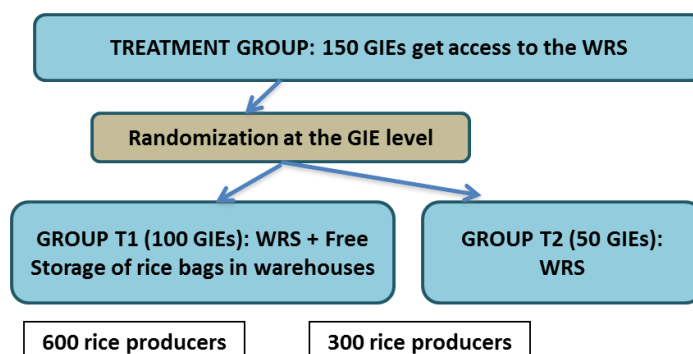 TREATMENT GROUP: 150 GIEs get access to the WRS
Randomization at the GIE level
GROUP T1 (100 GIEs): WRS + Free
Storage of rice bags in warehouses
GROUP T2 (50 GIEs):
WRS
600 rice producers
300 rice producers